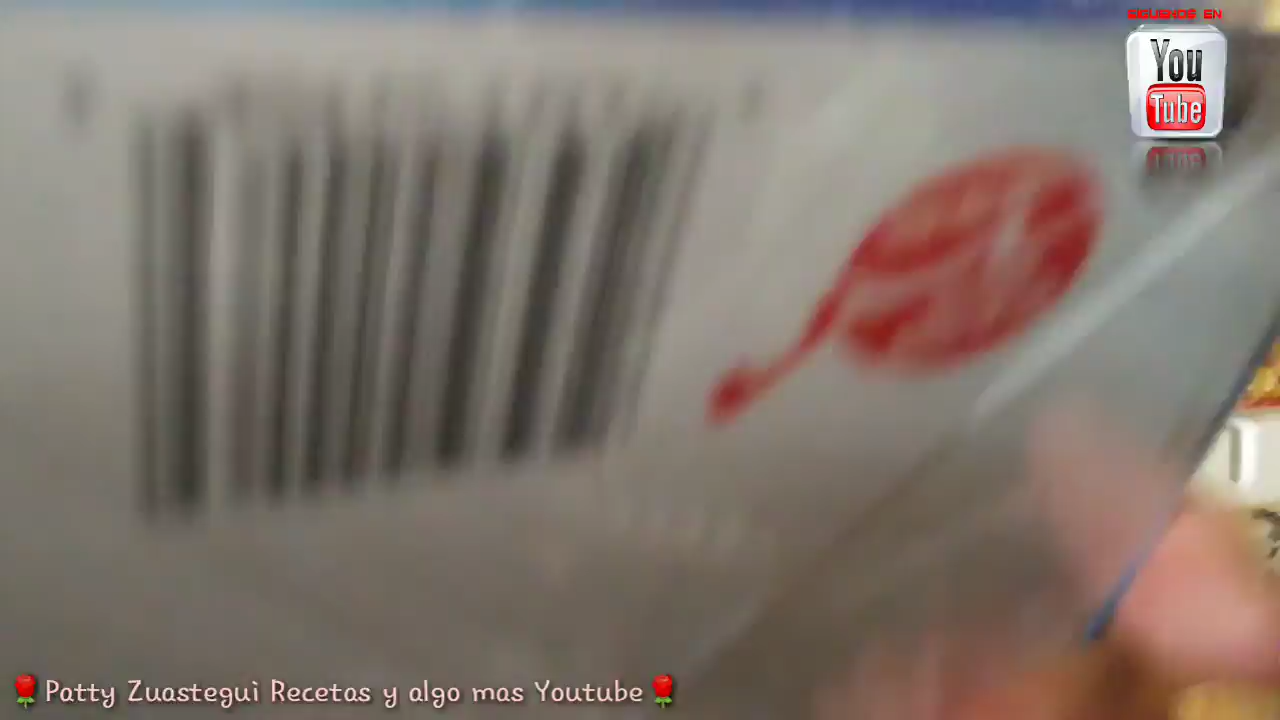 SIGUENOS EN
You
Tube
🌹Patty Zuastegui Recetas y algo mas Youtube🌹